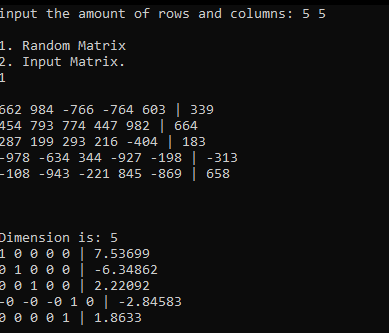 input the amount of rows and columns: 5 5
1. Random Matrix
2. Input Matrix.
1
662 984 -766 -764 603 | 339
454 793 774 447 982 | 664
287 199 293 216 -404 | 183
-978 -634 344 -927 -198 | -313
-108 -943 -221 845 -869 | 658
Dimension is: 5
1 0 0 0 0 | 7.53699
0 1 0 0 0 | -6.34862
0 0 1 0 0 | 2.22092
-0 -0 -0 1 0 | -2.84583
0 0 0 0 1 | 1.8633